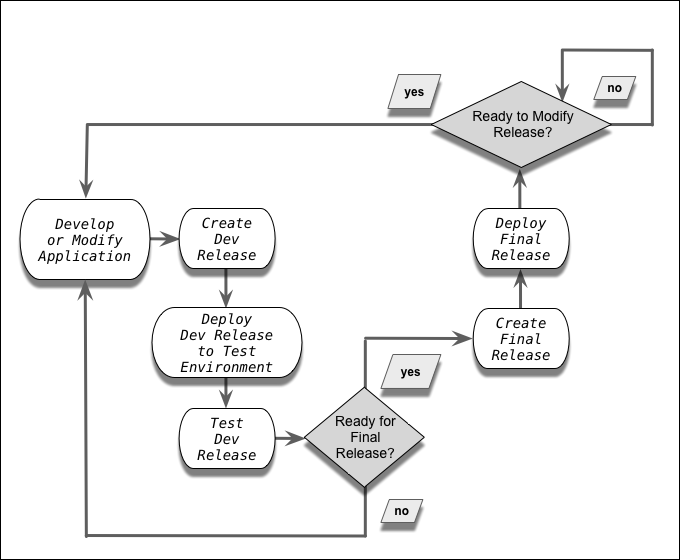 yes
no
Ready to Modify
Release?
Develop
or Modify
Application
Create
Dev
Release
Deploy
Final
Release
Deploy
Dev Release
to Test
Environment
Create
Final
Release
yes
Test
Dev
Release
Ready for
Final
Release?
no